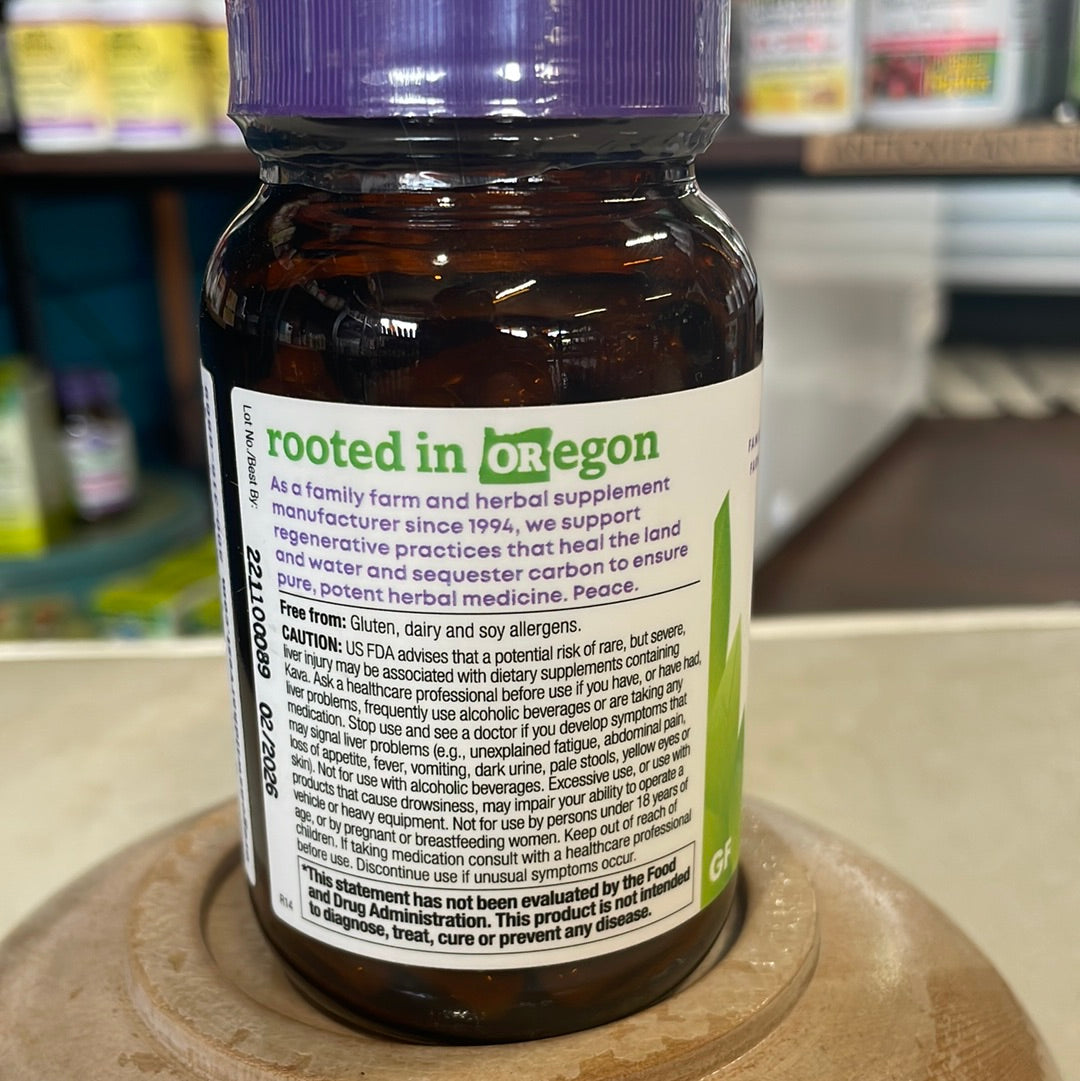 rooted in ORegon
As a family farm and herbal supplement
manufacturer since 1994, we support
regenerative practices that heal the land
and water and sequester carbon to ensure
pure, potent herbal medicine. Peace.
Free from: Gluten, dairy and soy allergens.
CAUTION: US FDA advises that a potential risk of rare, but severe,
liver injury may be associated with dietary supplements containing
Kava. Ask a healthcare professional before use if you have, or have had,
liver problems, frequently use alcoholic beverages or are taking any
medication. Stop use and see a doctor if you develop symptoms that
may signal liver problems (e.g., unexplained fatigue, abdominal pain,
loss of appetite, fever, vomiting, dark urine, pale stools, yellow eyes or
skin). Not for use with alcoholic beverages. Excessive use, or use with
products that cause drowsiness, may impair your ability to operate a
vehicle or heavy equipment. Not for use by persons under 18 years of
age, or by pregnant or breastfeeding women. Keep out of reach of
children. If taking medication consult with a healthcare professional
before use. Discontinue use if unusual symptoms occur.
*This statement has not been evaluated by the Food
and Drug Administration. This product is not intended
to diagnose, treat, cure or prevent any disease.
Lot No./Best By:
221100089 02/2026
R14
GF